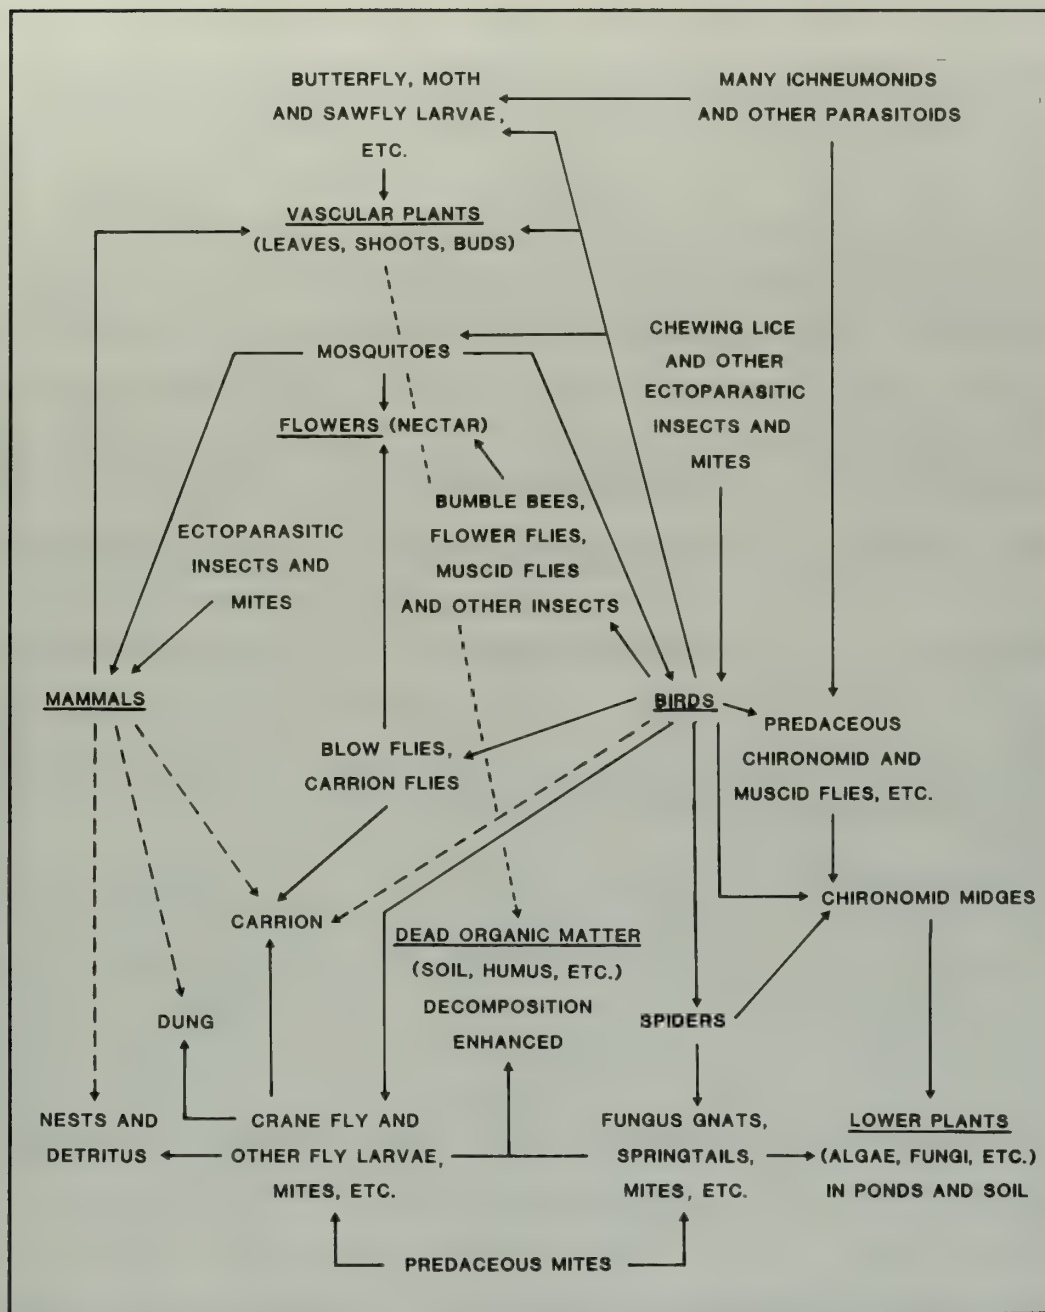 BUTTERFLY, MOTH
AND SAWFLY LARVAE,
ETC.
MANY ICHNEUMONIDS
AND OTHER PARASITOIDS
VASCULAR PLANTS
(LEAVES, SHOOTS, BUDS)
MOSQUITOES
CHEWING LICE
AND OTHER
ECTOPARASITIC
INSECTS AND
MITES
FLOWERS (NECTAR)
BUMBLE BEES,
FLOWER FLIES,
MUSCID FLIES
AND OTHER INSECTS
ECTOPARASITIC
INSECTS AND
MITES
MAMMALS
BIRDS
BLOW FLIES,
CARRION FLIES
PREDACEOUS
CHIRONOMID AND
MUSCID FLIES, ETC.
CARRION
CHIRONOMID MIDGES
DEAD ORGANIC MATTER
(SOIL, HUMUS, ETC.)
DECOMPOSITION
ENHANCED
DUNG
SPIDERS
NESTS AND
DETRITUS
CRANE FLY AND
OTHER FLY LARVAE,
MITES, ETC.
FUNGUS GNATS,
SPRINGTAILS,
MITES, ETC.
LOWER PLANTS
(ALGAE, FUNGI, ETC.)
IN PONDS AND SOIL
PREDACEOUS MITES